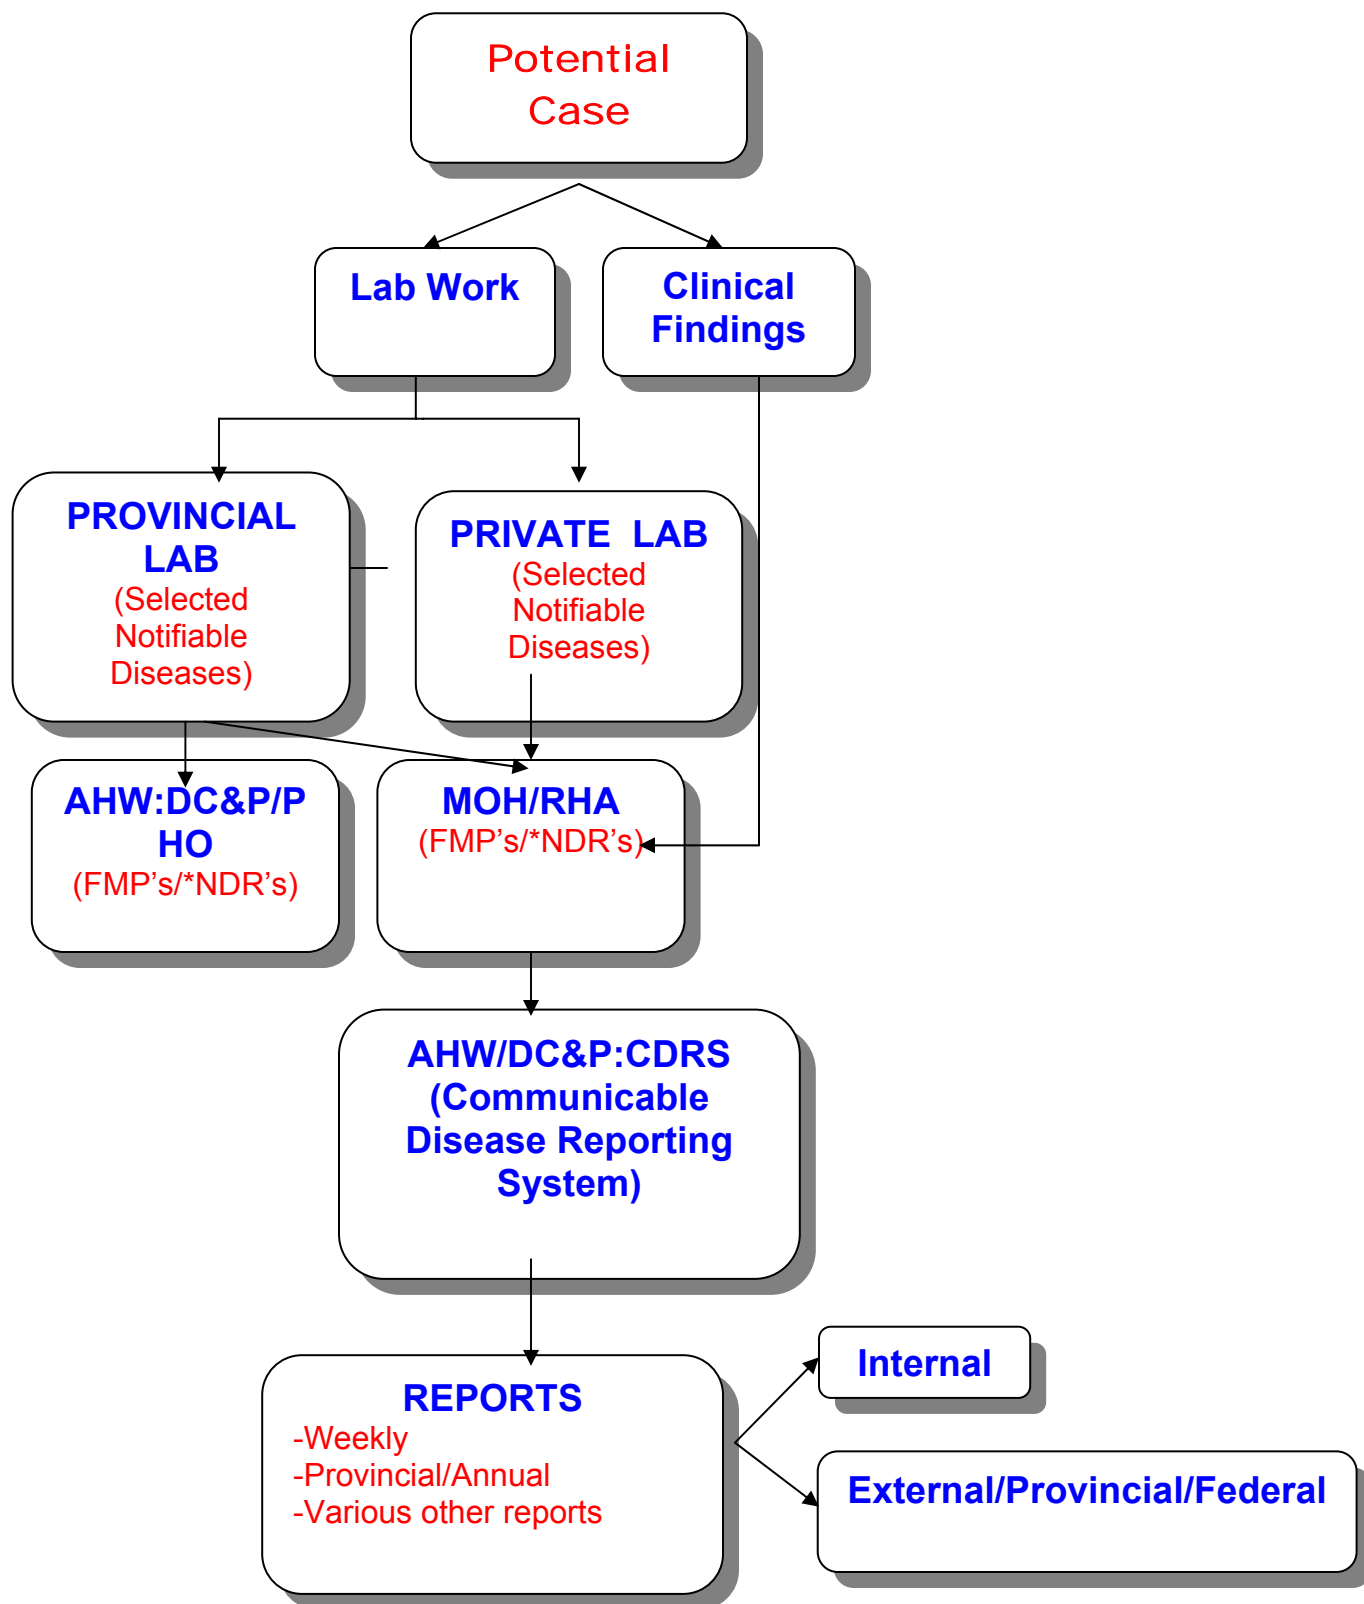 Potential
Case
Lab Work
Clinical
Findings
PROVINCIAL
LAB
(Selected
Notifiable
Diseases)
PRIVATE LAB
(Selected
Notifiable
Diseases)
AHW:DC&P/P
HO
(FMP's/*NDR's)
MOH/RHA
(FMP's/*NDR's)
AHW/DC&P:CDRS
(Communicable
Disease Reporting
System)
REPORTS
-Weekly
-Provincial/Annual
-Various other reports
Internal
External/Provincial/Federal